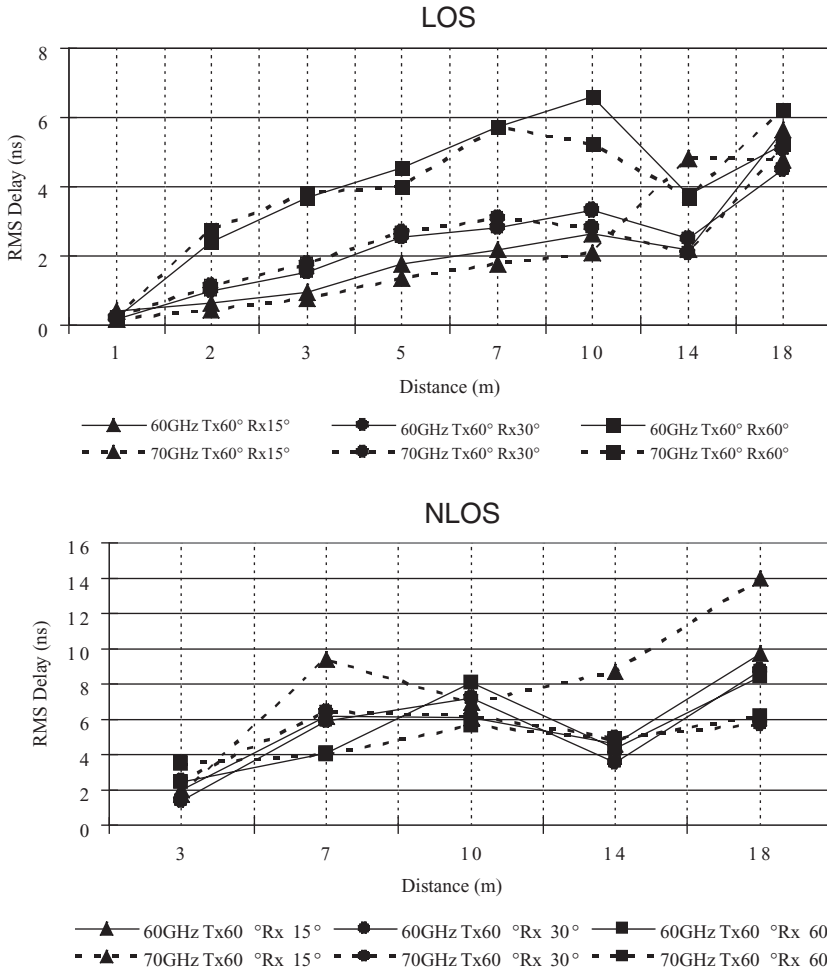 LOS
8
6
4
2
0
RMS Delay (ns)
1 2 3 5 7 10 14 18
Distance (m)
60GHz Tx60° Rx15° 60GHz Tx60° Rx30° 60GHz Tx60° Rx60°
70GHz Tx60° Rx15° 70GHz Tx60° Rx30° 70GHz Tx60° Rx60°
NLOS
16
14
12
10
8
6
4
2
0
RMS Delay (ns)
3 7 10 14 18
Distance (m)
60GHz Tx60 °Rx 15° 60GHz Tx60 °Rx 30° 60GHz Tx60 °Rx 60
70GHz Tx60 °Rx 15° 70GHz Tx60 °Rx 30° 70GHz Tx60 °Rx 60